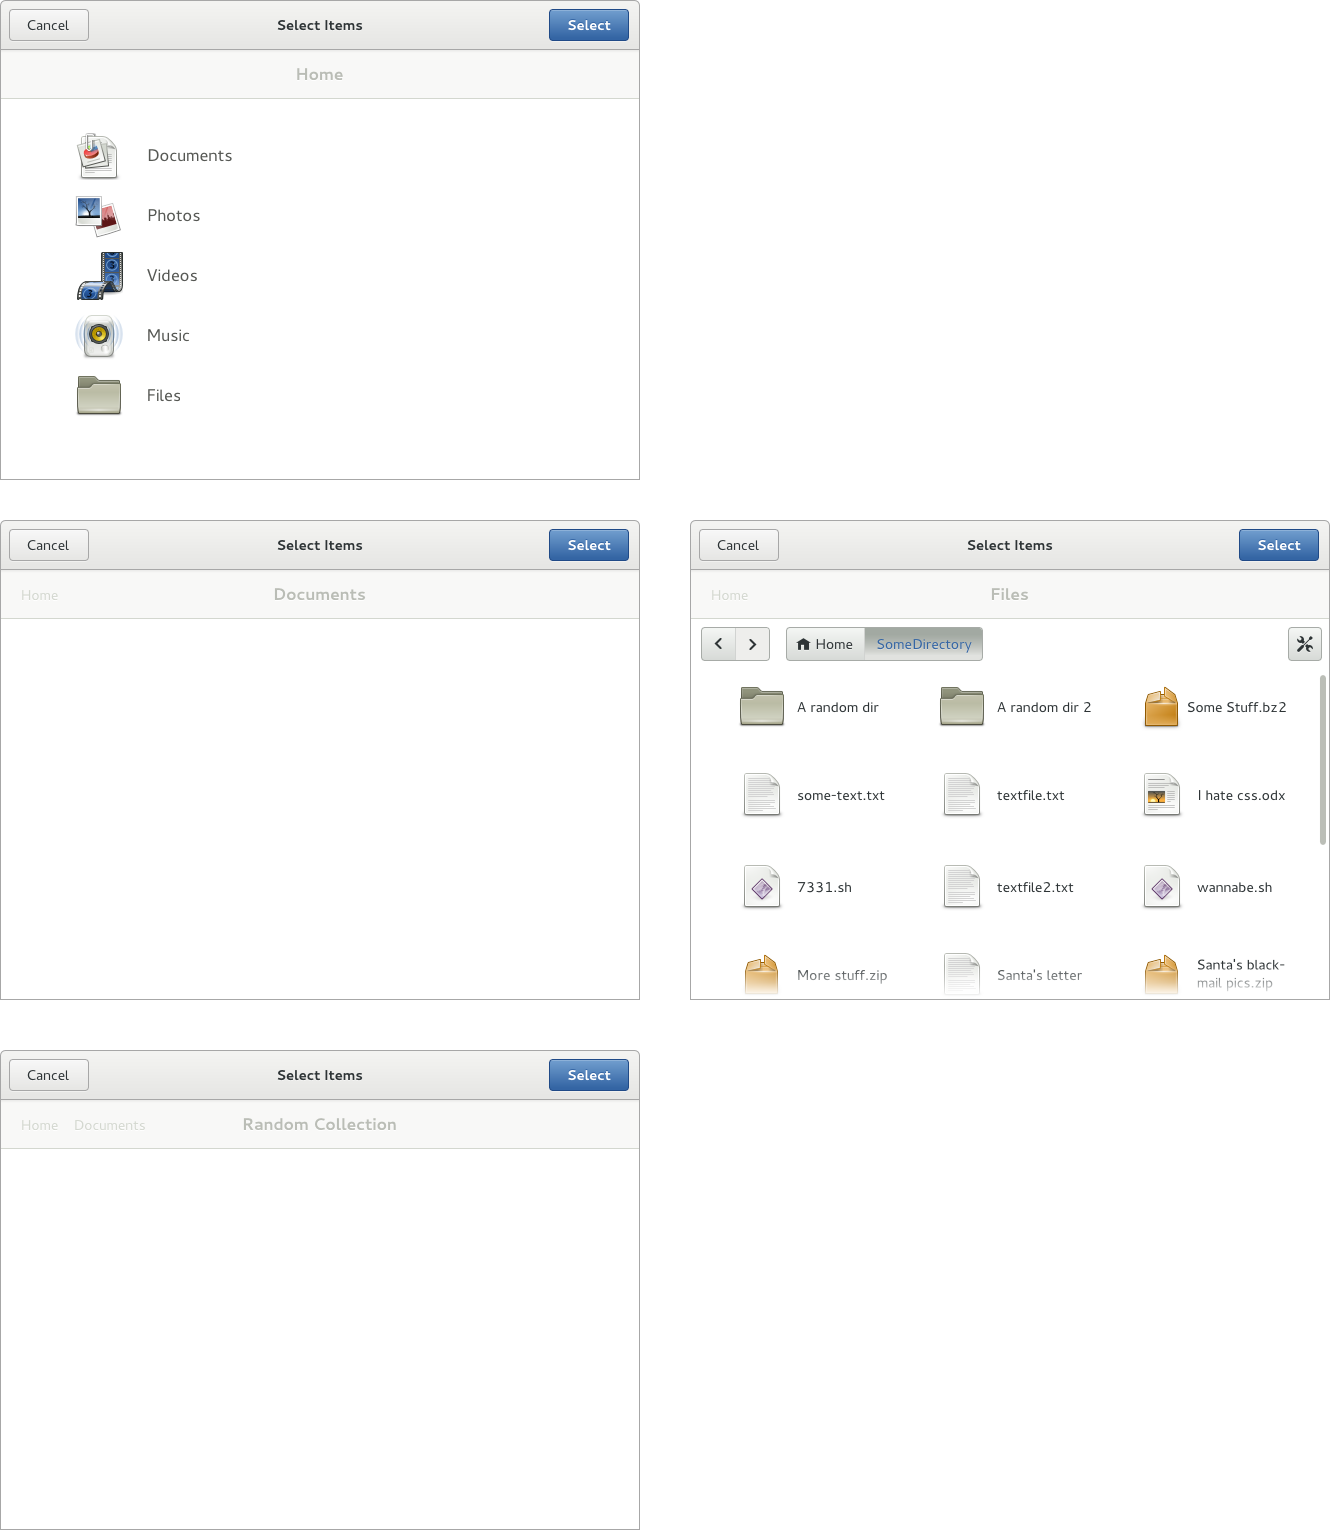 Cancel Select Items Select
Home
Documents
Photos
Videos
Music
Files
Cancel Select Items Select
Home Documents
Cancel Select Items Select
Home Files
Home SomeDirectory
A random dir A random dir 2 Some Stuff.bz2
some-text.txt textfile.txt I hate css.odx
7331.sh textfile2.txt wannabe.sh
More stuff.zip Santa's letter Santa's black-
mail pics.zip
Cancel Select Items Select
Home Documents Random Collection